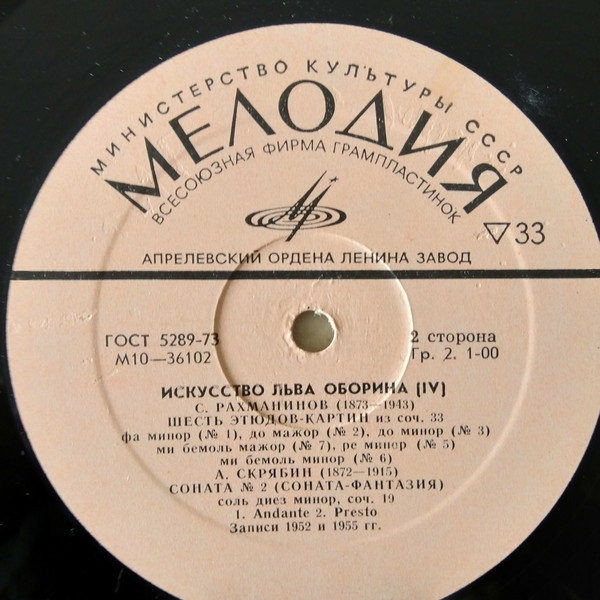 МИНИСТЕРСТВО КУЛЬТУРЫ СССР
МЕЛОДИЯ
ВСЕСОЮЗНАЯ ФИРМА ГРАМПЛАСТИНОК
▽33
АПРЕЛЕВСКИЙ ОРДЕНА ЛЕНИНА ЗАВОД
ГОСТ 5289-73
2 сторона
М10—36102
Гр. 2. 1-00
ИСКУССТВО ЛЬВА ОБОРИНА (IV)
С. РАХМАНИНОВ (1873—1943)
ШЕСТЬ ЭТЮДОВ-КАРТИН из соч. 33
фа минор (№ 1), до мажор (№ 2), до минор (№ 3)
ми бемоль мажор (№ 7), ре минор (№ 5)
ми бемоль минор (№ 6)
А. СКРЯБИН (1872—1915)
СОНАТА № 2 (СОНАТА-ФАНТАЗИЯ)
соль диез минор, соч. 19
1. Andante 2. Presto
Записи 1952 и 1955 гг.